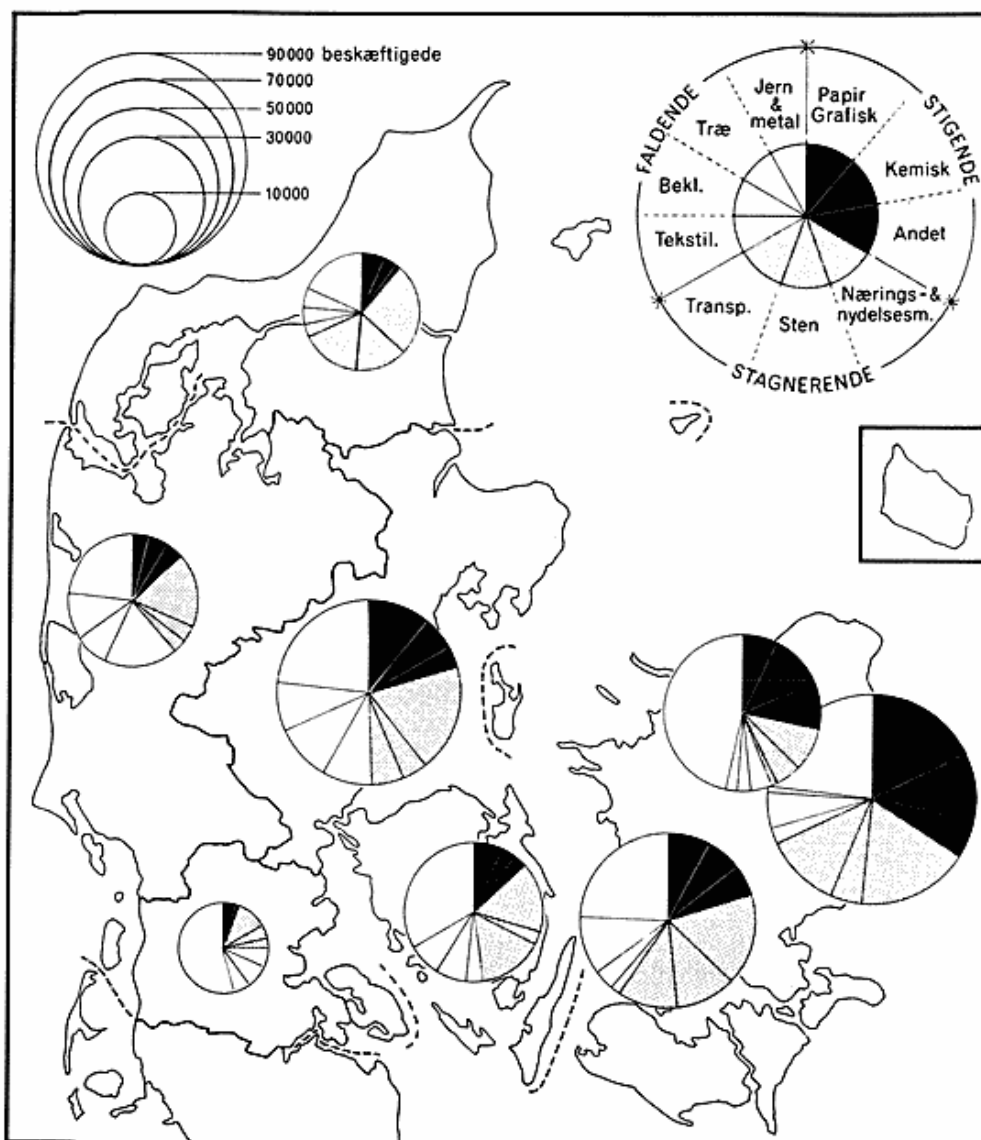 90000 beskæftigede
70000
50000
30000
10000
FALDENDE
STIGENDE
STAGNERENDE
Jern
&
metal
Papir
Grafisk
Træ
Kemisk
Bekl.
Andet
Tekstil.
Transp.
Sten
Nærings-&
nydelsesm.